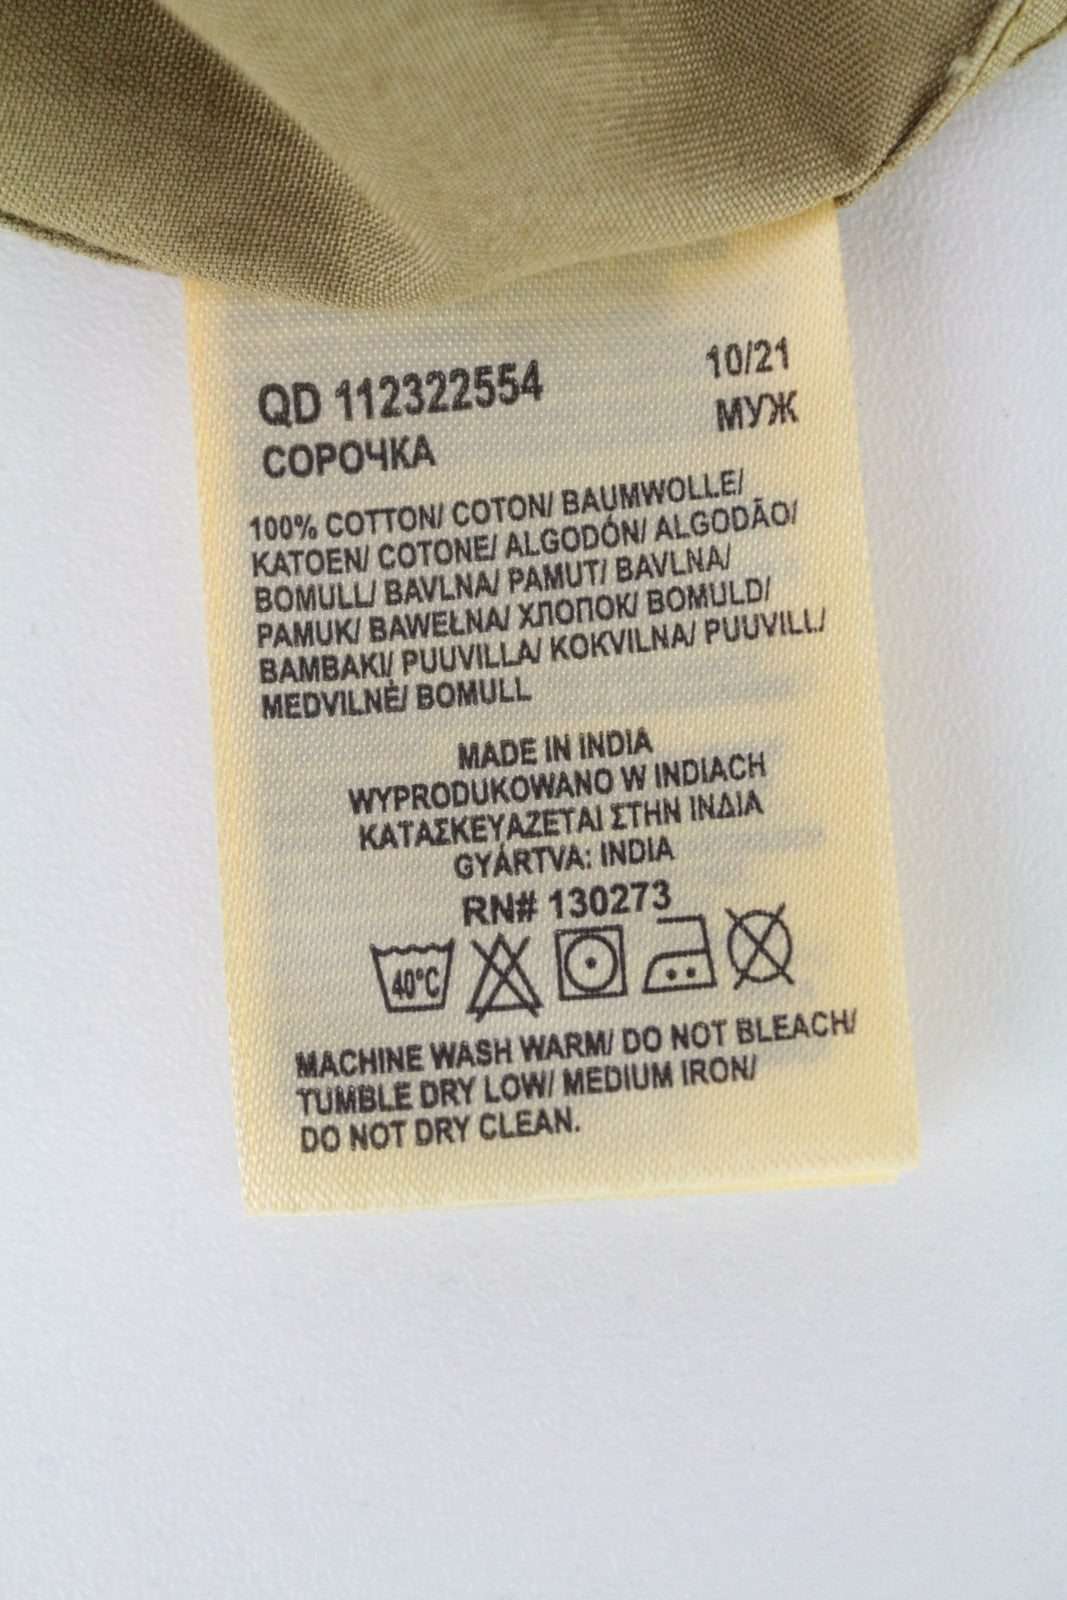 QD 112322554 10/21
СОРОЧКА МУЖ
100% COTTON/ COTON/ BAUMWOLLE/
KATOEN/ COTONE/ ALGODÓN/ ALGODÃO/
BOMULL/ BAVLNA/ PAMUT/ BAVLNA/
PAMUK/ BAWEŁNA/ ХЛОПОК/ BOMULD/
BAMBAKI/ PUUVILLA/ KOKVILNA/ PUUVILL/
MEDVILNĖ/ BOMULL
MADE IN INDIA
WYPRODUKOWANO W INDIACH
ΚΑΤΑΣΚΕΥΑΖΕΤΑΙ ΣΤΗΝ ΙΝΔΙΑ
GYÁRTVA: INDIA
RN# 130273
40°C
MACHINE WASH WARM/ DO NOT BLEACH/
TUMBLE DRY LOW/ MEDIUM IRON/
DO NOT DRY CLEAN.